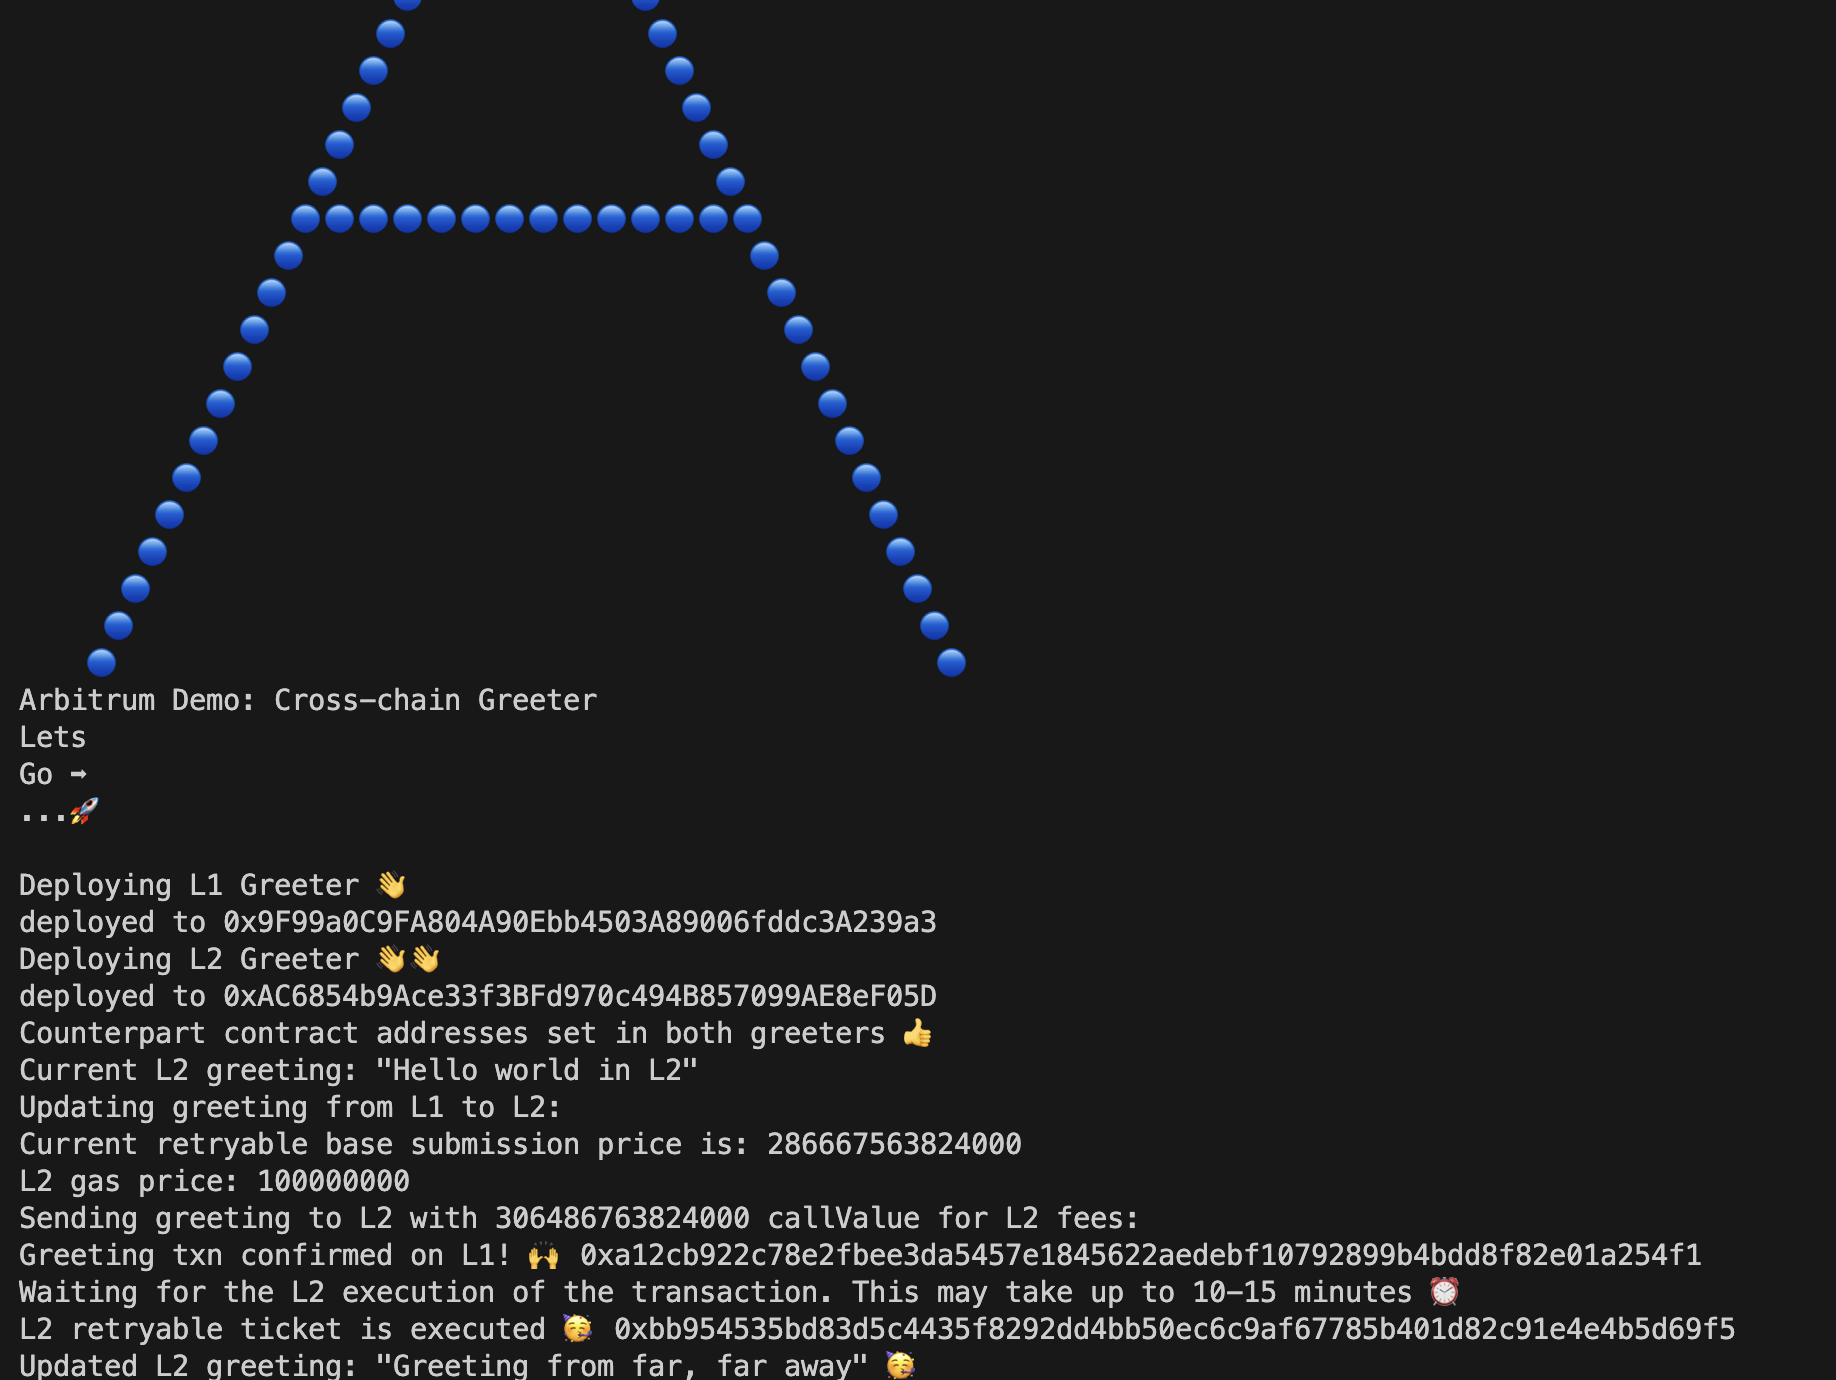 Arbitrum Demo: Cross-chain Greeter
Lets
Go ➡
...🚀
Deploying L1 Greeter 👋
deployed to 0x9F99a0C9FA804A90Ebb4503A89006fddc3A239a3
Deploying L2 Greeter 👋👋
deployed to 0xAC6854b9Ace33f3BFd970c494B857099AE8eF05D
Counterpart contract addresses set in both greeters 👍
Current L2 greeting: "Hello world in L2"
Updating greeting from L1 to L2:
Current retryable base submission price is: 286667563824000
L2 gas price: 100000000
Sending greeting to L2 with 306486763824000 callValue for L2 fees:
Greeting txn confirmed on L1! 🙌 0xa12cb922c78e2fbee3da5457e1845622aedebf10792899b4bdd8f82e01a254f1
Waiting for the L2 execution of the transaction. This may take up to 10-15 minutes ⏰
L2 retryable ticket is executed 🥳 0xbb954535bd83d5c4435f8292dd4bb50ec6c9af67785b401d82c91e4e4b5d69f5
Updated L2 greeting: "Greeting from far, far away" 🥳